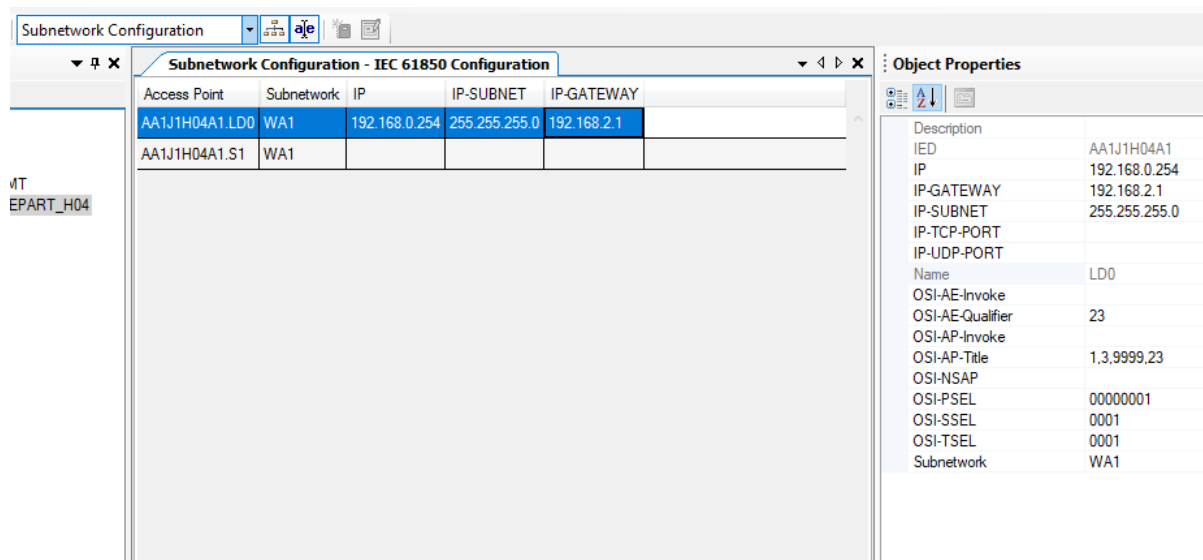 Subnetwork Configuration
Subnetwork Configuration - IEC 61850 Configuration
Access Point Subnetwork IP IP-SUBNET IP-GATEWAY
AA1J1H04A1.LD0 WA1 192.168.0.254 255.255.255.0 192.168.2.1
AA1J1H04A1.S1 WA1
MT
EPART_H04
Object Properties
Description
IED AA1J1H04A1
IP 192.168.0.254
IP-GATEWAY 192.168.2.1
IP-SUBNET 255.255.255.0
IP-TCP-PORT
IP-UDP-PORT
Name LD0
OSI-AE-Invoke
OSI-AE-Qualifier 23
OSI-AP-Invoke
OSI-AP-Title 1,3,9999,23
OSI-NSAP
OSI-PSEL 00000001
OSI-SSEL 0001
OSI-TSEL 0001
Subnetwork WA1